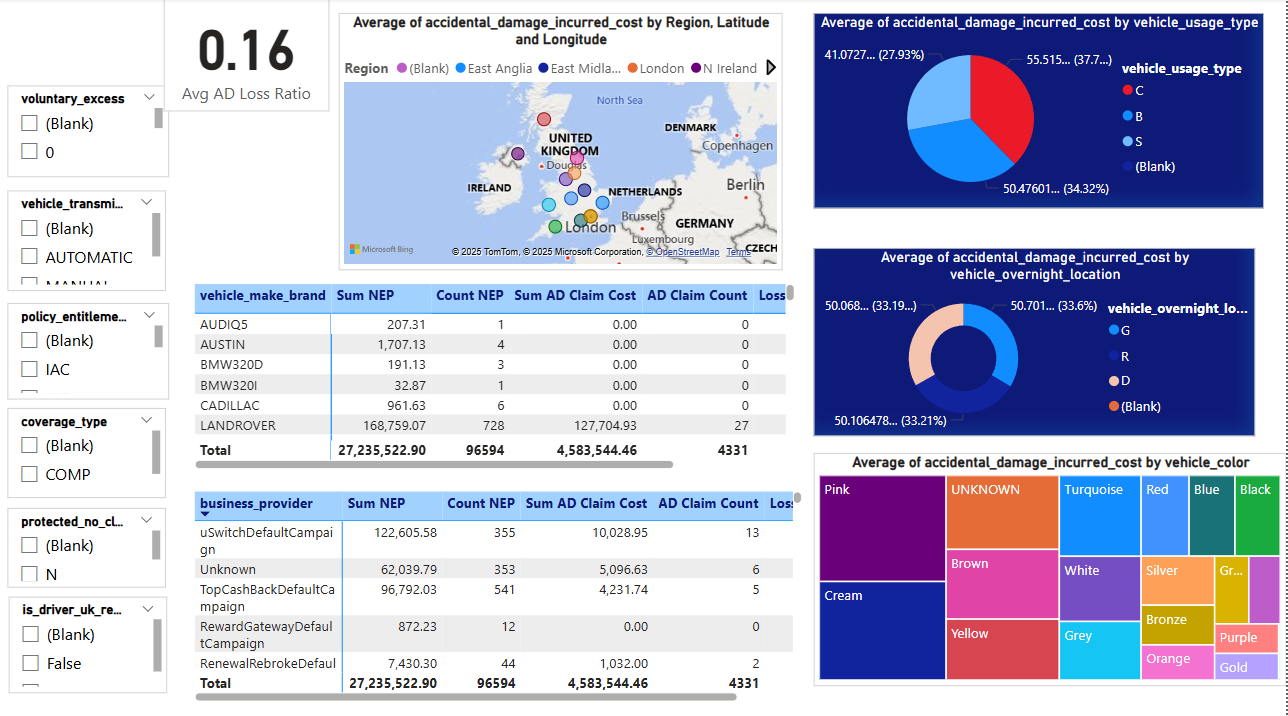 0.16
Avg AD Loss Ratio
voluntary_excess
(Blank)
0
vehicle_transmi...
(Blank)
AUTOMATIC
MANUAL
policy_entitleme...
(Blank)
IAC
coverage_type
(Blank)
COMP
protected_no_cl...
(Blank)
N
is_driver_uk_re...
(Blank)
False
Average of accidental_damage_incurred_cost by Region, Latitude
and Longitude
Region (Blank) East Anglia East Midla... London N Ireland
North Sea
DENMARK
UNITED
KINGDOM
Copenhagen
Douglas
IRELAND
NETHERLANDS
Berlin
Brussels
London
GERMANY
Luxembourg
CZECH
Microsoft Bing
© 2025 TomTom, © 2025 Microsoft Corporation, © OpenStreetMap Terms
vehicle_make_brand Sum NEP Count NEP Sum AD Claim Cost AD Claim Count Loss
AUDIQ5 207.31 1 0.00 0
AUSTIN 1,707.13 4 0.00 0
BMW320D 191.13 3 0.00 0
BMW320I 32.87 1 0.00 0
CADILLAC 961.63 6 0.00 0
LANDROVER 168,759.07 728 127,704.93 27
Total 27,235,522.90 96594 4,583,544.46 4331
business_provider Sum NEP Count NEP Sum AD Claim Cost AD Claim Count Loss
uSwitchDefaultCampai
gn 122,605.58 355 10,028.95 13
Unknown 62,039.79 353 5,096.63 6
TopCashBackDefaultCa
mpaign 96,792.03 541 4,231.74 5
RewardGatewayDefaul
tCampaign 872.23 12 0.00 0
RenewalRebrokeDefaul 7,430.30 44 1,032.00 2
Total 27,235,522.90 96594 4,583,544.46 4331
Average of accidental_damage_incurred_cost by vehicle_usage_type
41.0727... (27.93%)
55.515... (37.7...)
50.47601... (34.32%)
vehicle_usage_type
C
B
S
(Blank)
Average of accidental_damage_incurred_cost by
vehicle_overnight_location
50.068... (33.19...)
50.701... (33.6%)
50.106478... (33.21%)
vehicle_overnight_lo...
G
R
D
(Blank)
Average of accidental_damage_incurred_cost by vehicle_color
Pink
Cream
UNKNOWN
Brown
Yellow
Turquoise
White
Grey
Red
Blue
Black
Silver
Bronze
Orange
Gr...
Purple
Gold